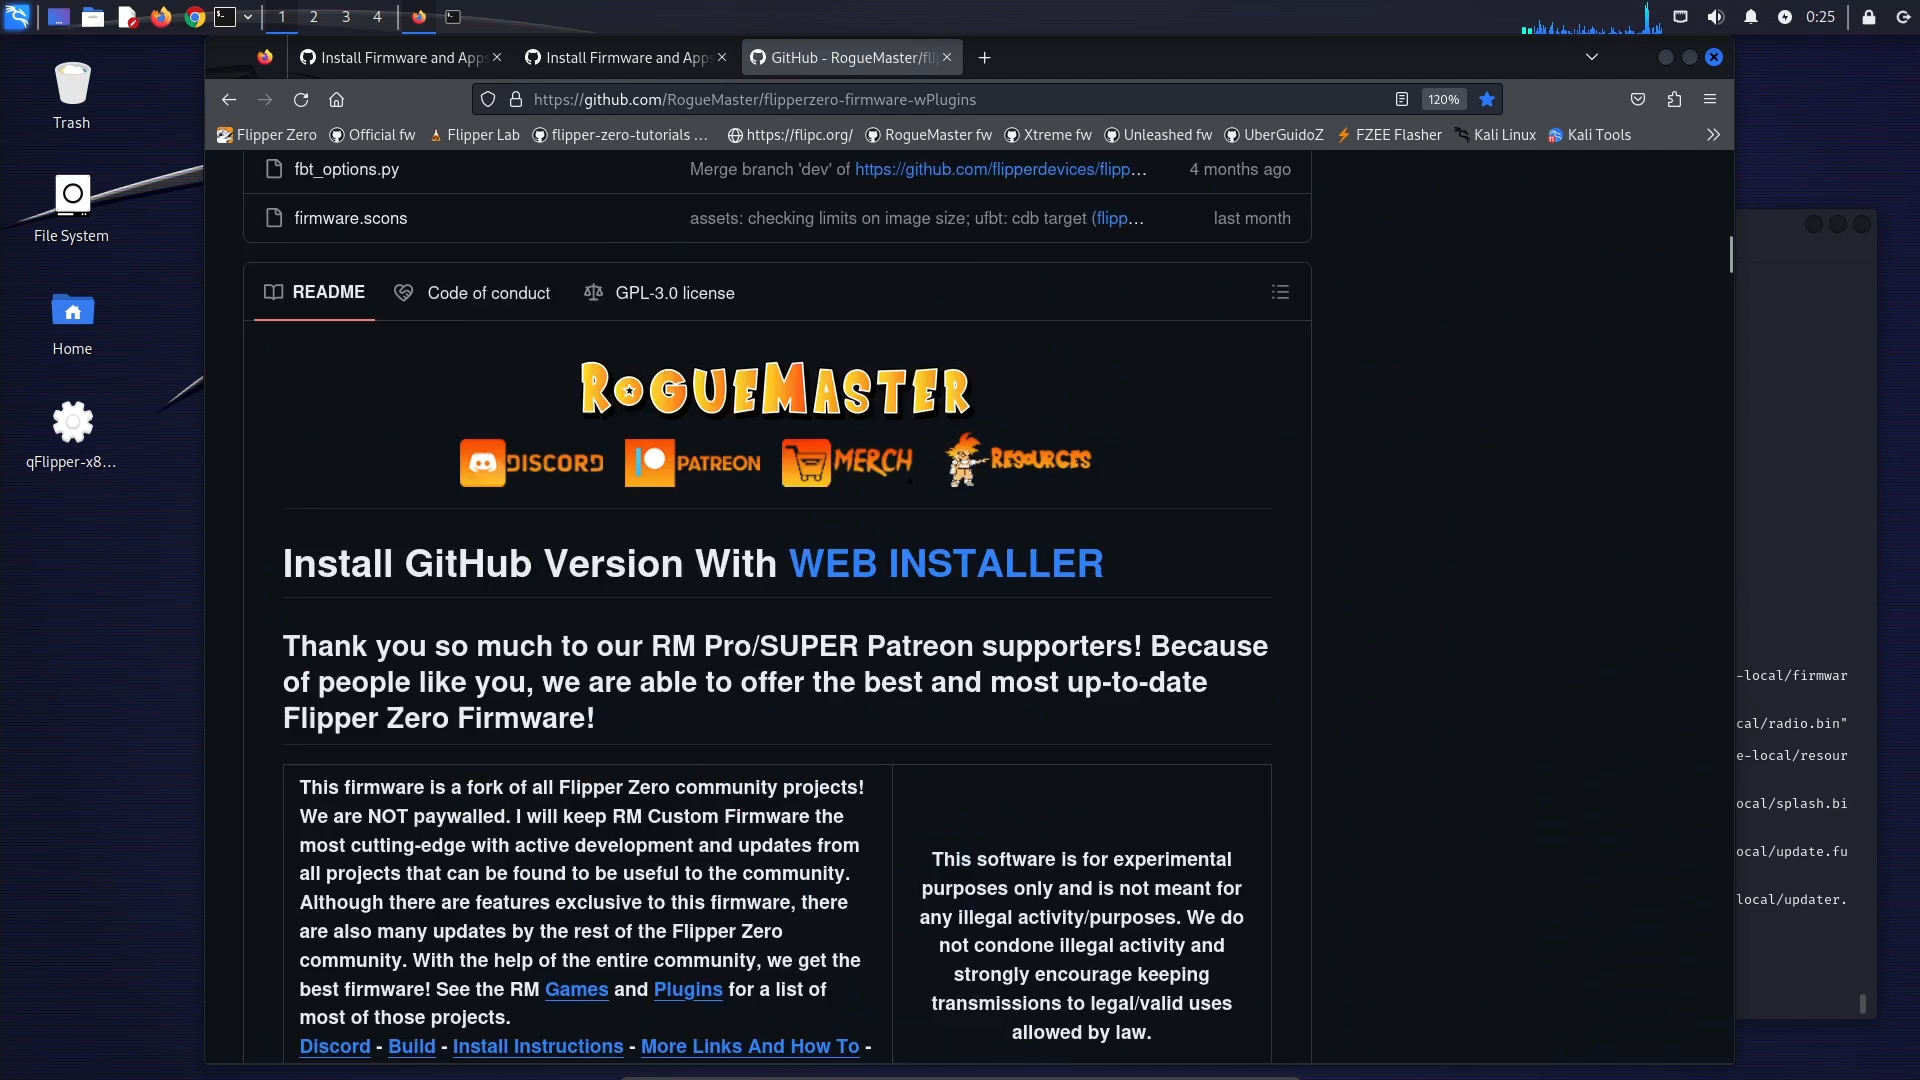 1 2 3 4
0:25
Install Firmware and Apps
Install Firmware and Apps
GitHub - RogueMaster/fli
https://github.com/RogueMaster/flipperzero-firmware-wPlugins
120%
Flipper Zero
Official fw
Flipper Lab
flipper-zero-tutorials ...
https://flipc.org/
RogueMaster fw
Xtreme fw
Unleashed fw
UberGuidoZ
FZEE Flasher
Kali Linux
Kali Tools
Trash
File System
Home
qFlipper-x8...
fbt_options.py
Merge branch 'dev' of https://github.com/flipperdevices/flipp...
4 months ago
firmware.scons
assets: checking limits on image size; ufbt: cdb target (flipp...
last month
README
Code of conduct
GPL-3.0 license
ROGUEMASTER
DISCORD
PATREON
MERCH
RESOURCES
Install GitHub Version With WEB INSTALLER
Thank you so much to our RM Pro/SUPER Patreon supporters! Because
of people like you, we are able to offer the best and most up-to-date
Flipper Zero Firmware!
This firmware is a fork of all Flipper Zero community projects!
We are NOT paywalled. I will keep RM Custom Firmware the
most cutting-edge with active development and updates from
all projects that can be found to be useful to the community.
Although there are features exclusive to this firmware, there
are also many updates by the rest of the Flipper Zero
community. With the help of the entire community, we get the
best firmware! See the RM Games and Plugins for a list of
most of those projects.
Discord - Build - Install Instructions - More Links And How To -
This software is for experimental
purposes only and is not meant for
any illegal activity/purposes. We do
not condone illegal activity and
strongly encourage keeping
transmissions to legal/valid uses
allowed by law.
-local/firmwar
cal/radio.bin"
e-local/resour
ocal/splash.bi
ocal/update.fu
local/updater.